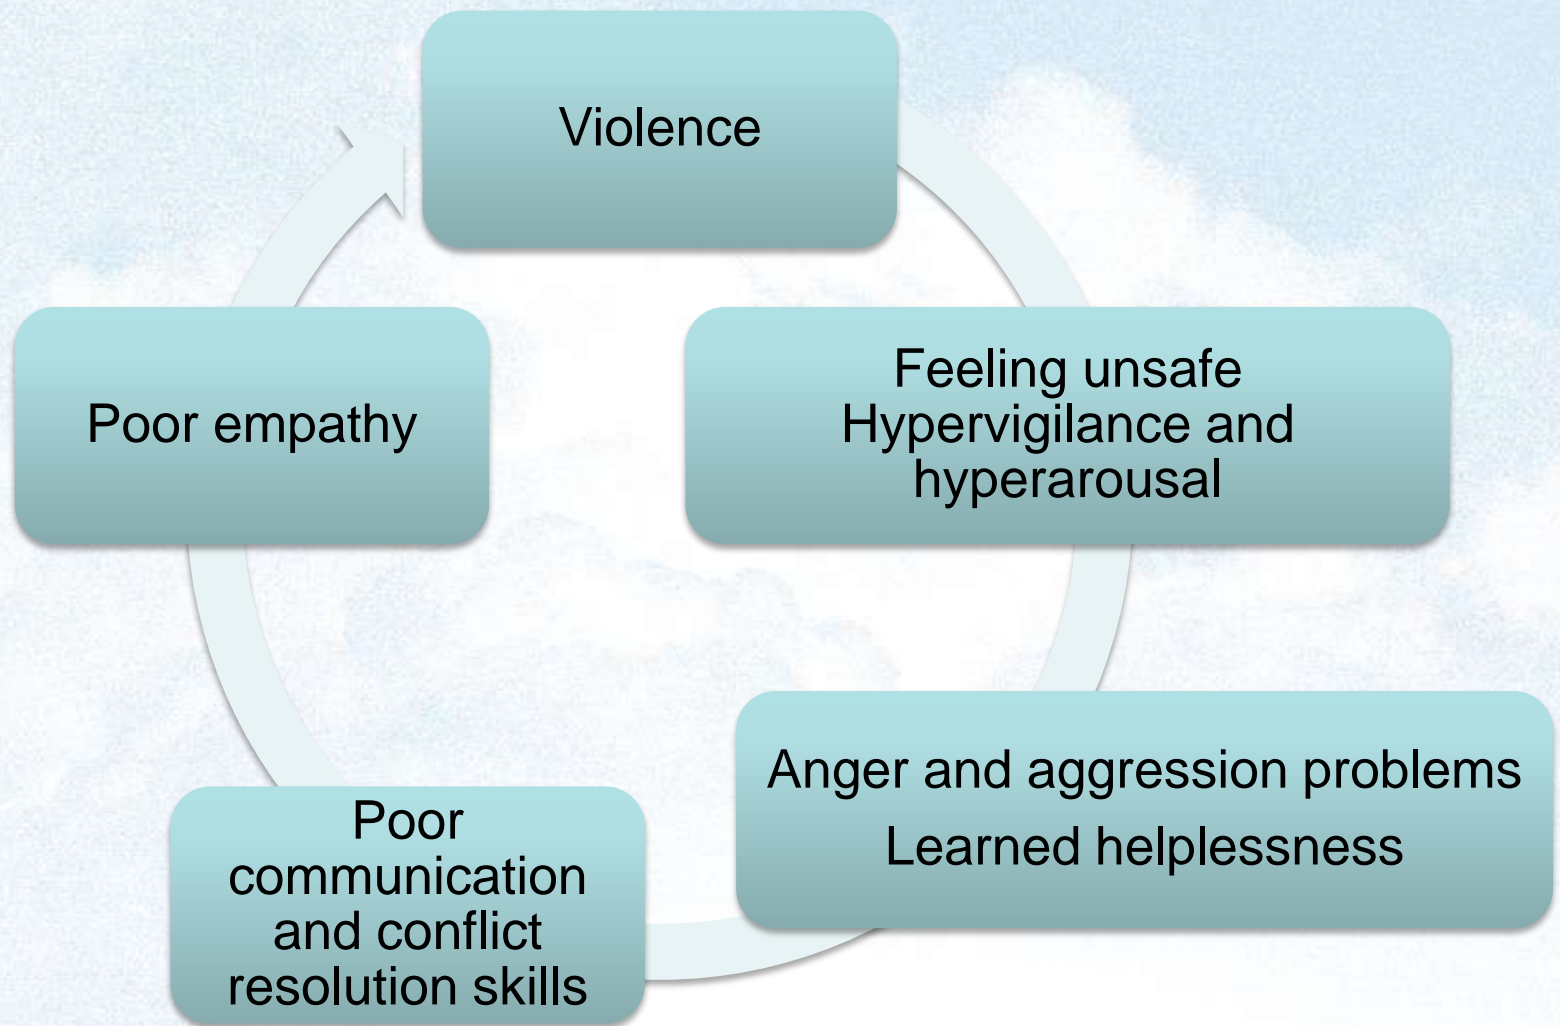 Violence
Feeling unsafe
Hypervigilance and
hyperarousal
Anger and aggression problems
Learned helplessness
Poor
communication
and conflict
resolution skills
Poor empathy